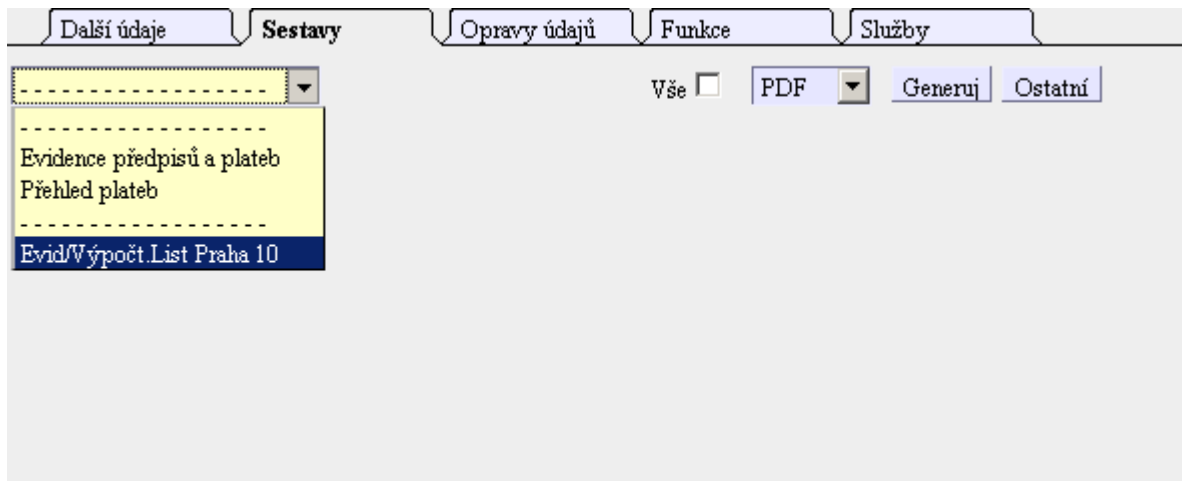 Další údaje Sestavy Opravy údajů Funkce Služby
- - - - - - - - - - - - - - - - - - Vše PDF Generuj Ostatní
- - - - - - - - - - - - - - - - - -
Evidence předpisů a plateb
Přehled plateb
- - - - - - - - - - - - - - - - - -
Evid/Výpočt.List Praha 10